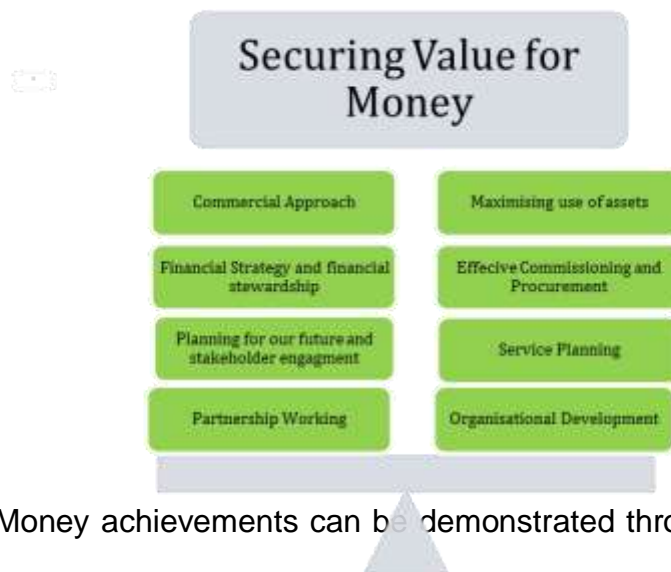 Securing Value for
Money
Commercial Approach
Maximising use of assets
Financial Strategy and financial
stewardship
Effecive Commissioning and
Procurement
Planning for our future and
stakeholder engagment
Service Planning
Partnership Working
Organisational Development
Money achievements can be demonstrated thro